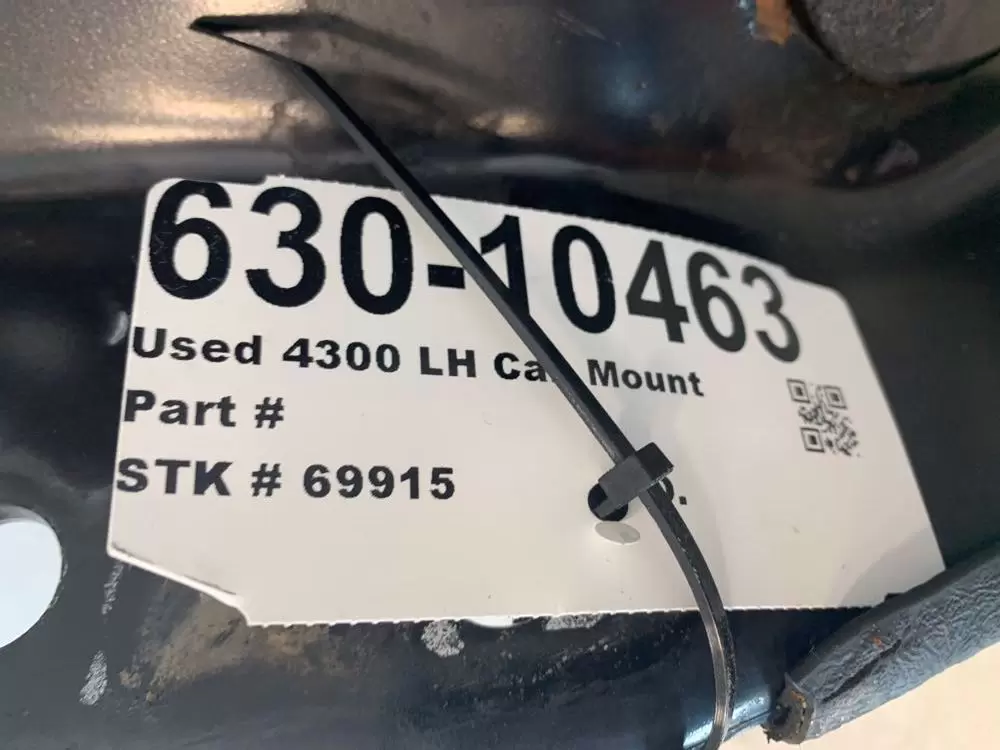 630-10463
Used 4300 LH Mount
Part #
STK # 69915